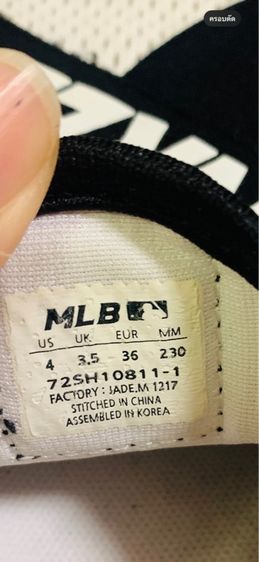 ครอบตัด
MLB
US UK EUR MM
4 3.5 36 230
72SH10811-1
FACTORY : JADE.M 1217
STITCHED IN CHINA
ASSEMBLED IN KOREA